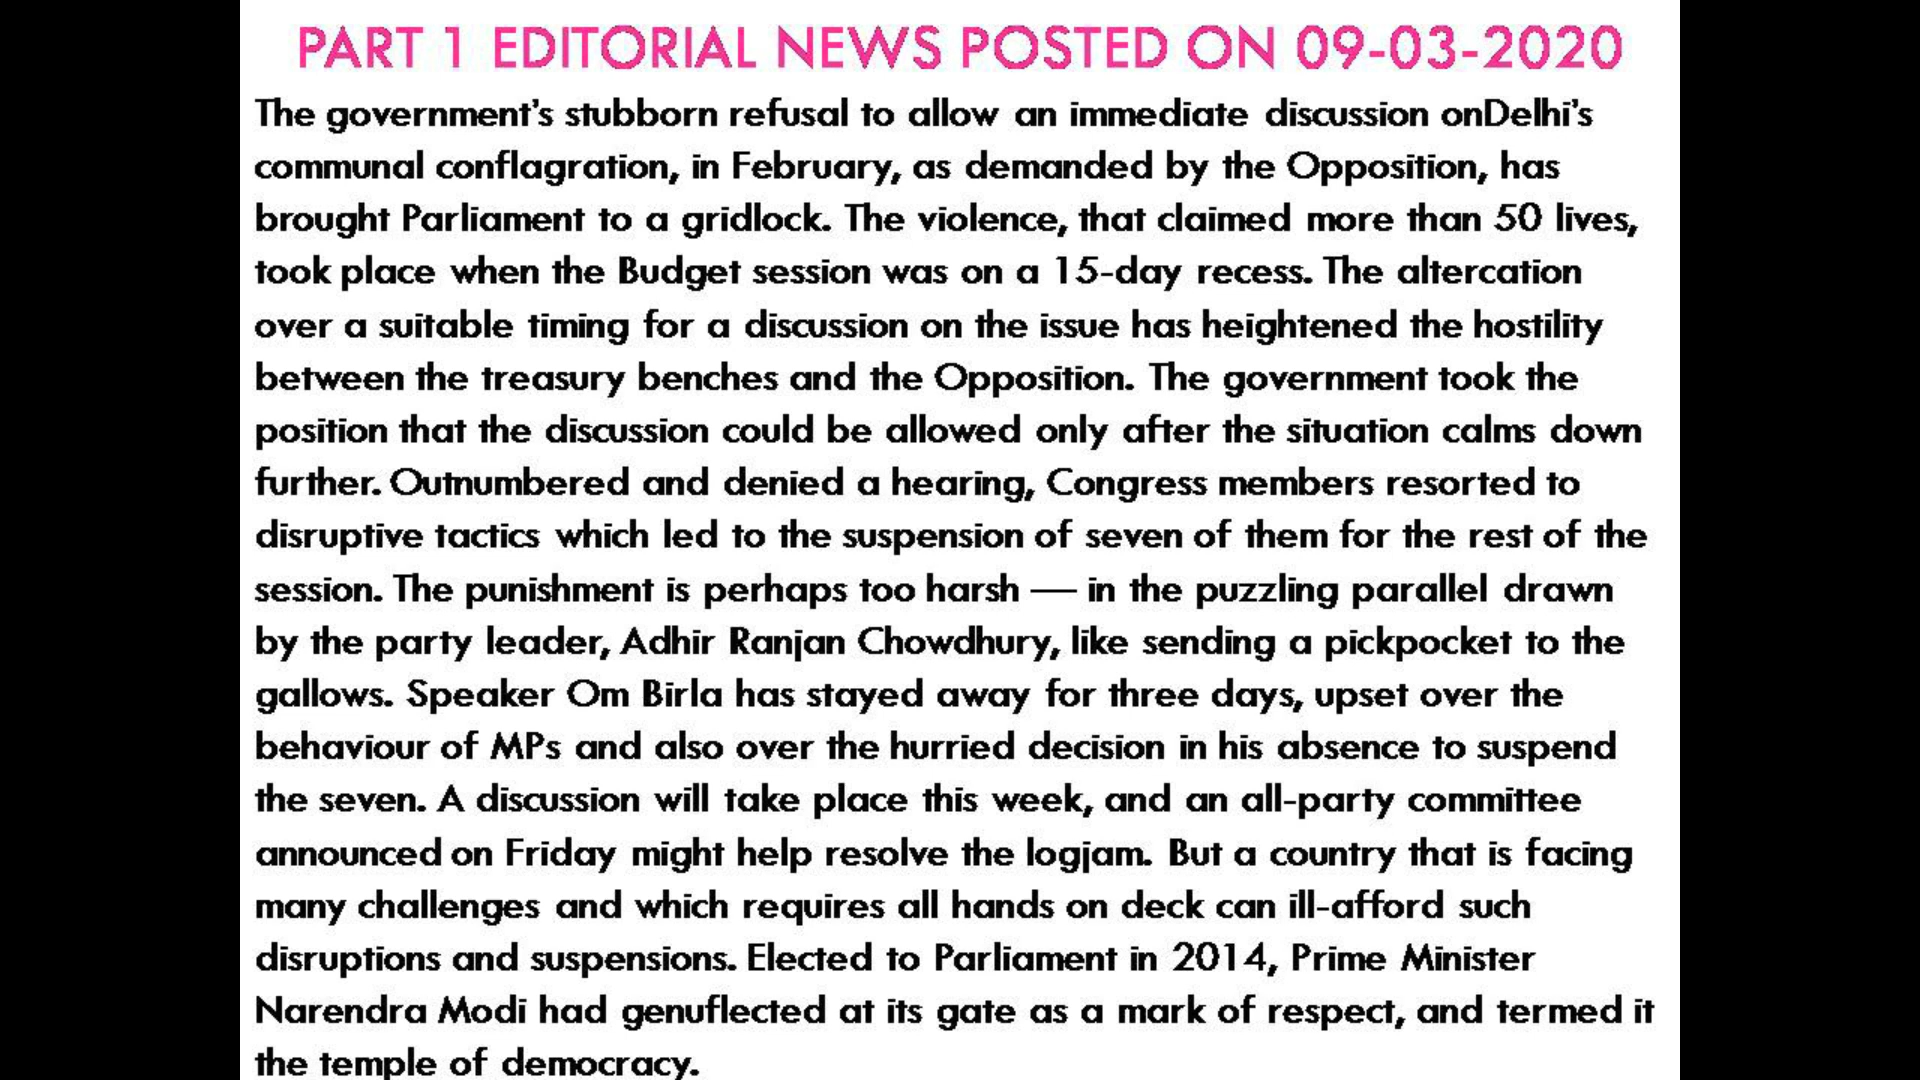 PART 1 EDITORIAL NEWS POSTED ON 09-03-2020
The government's stubborn refusal to allow an immediate discussion onDelhi's
communal conflagration, in February, as demanded by the Opposition, has
brought Parliament to a gridlock. The violence, that claimed more than 50 lives,
took place when the Budget session was on a 15-day recess. The altercation
over a suitable timing for a discussion on the issue has heightened the hostility
between the treasury benches and the Opposition. The government took the
position that the discussion could be allowed only after the situation calms down
further. Outnumbered and denied a hearing, Congress members resorted to
disruptive tactics which led to the suspension of seven of them for the rest of the
session. The punishment is perhaps too harsh — in the puzzling parallel drawn
by the party leader, Adhir Ranjan Chowdhury, like sending a pickpocket to the
gallows. Speaker Om Birla has stayed away for three days, upset over the
behaviour of MPs and also over the hurried decision in his absence to suspend
the seven. A discussion will take place this week, and an all-party committee
announced on Friday might help resolve the logjam. But a country that is facing
many challenges and which requires all hands on deck can ill-afford such
disruptions and suspensions. Elected to Parliament in 2014, Prime Minister
Narendra Modi had genuflected at its gate as a mark of respect, and termed it
the temple of democracy.